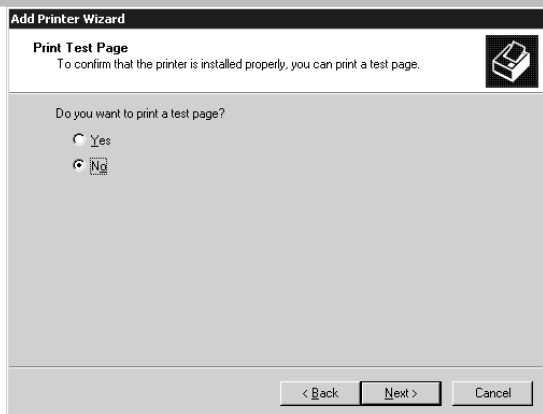 Add Printer Wizard
Print Test Page
To confirm that the printer is installed properly, you can print a test page.
Do you want to print a test page?
Yes
No
< Back
Next >
Cancel